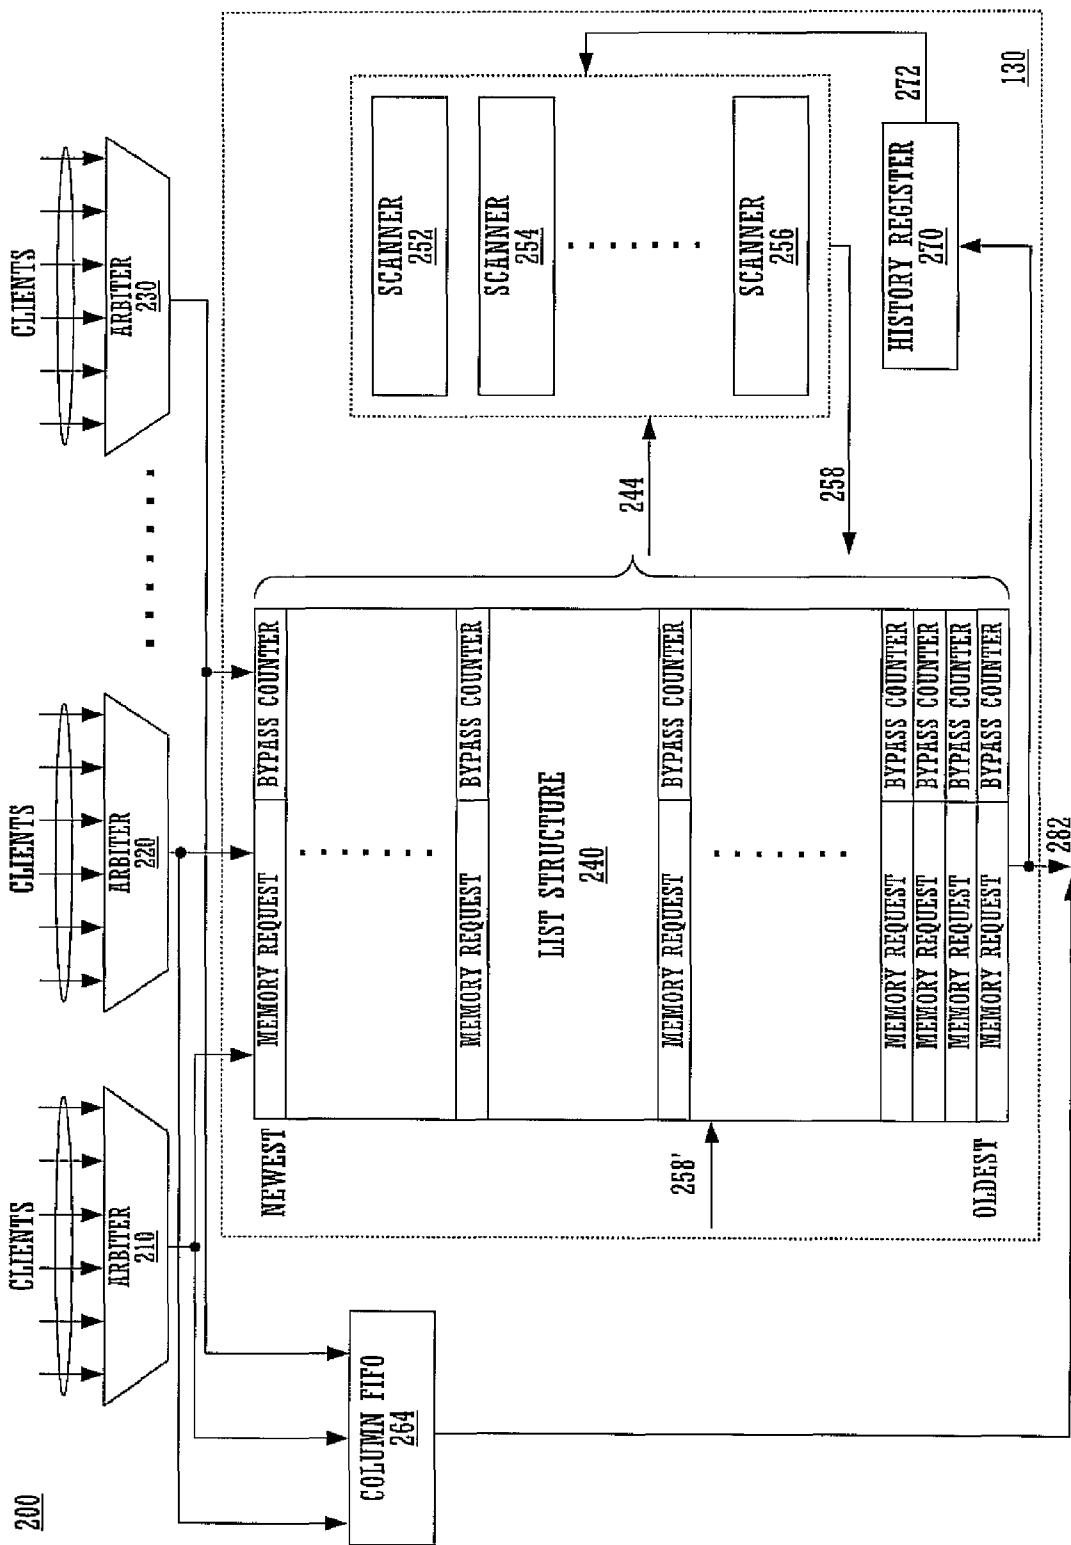 200
CLIENTS
ARBITER
210
CLIENTS
ARBITER
220
CLIENTS
ARBITER
230
COLUMN FIFO
264
NEWEST
MEMORY REQUEST
BYPASS COUNTER
MEMORY REQUEST
BYPASS COUNTER
LIST STRUCTURE
240
MEMORY REQUEST
BYPASS COUNTER
MEMORY REQUEST
BYPASS COUNTER
MEMORY REQUEST
BYPASS COUNTER
MEMORY REQUEST
BYPASS COUNTER
MEMORY REQUEST
BYPASS COUNTER
OLDEST
258'
244
258
SCANNER
252
SCANNER
254
SCANNER
256
HISTORY REGISTER
270
272
130
282